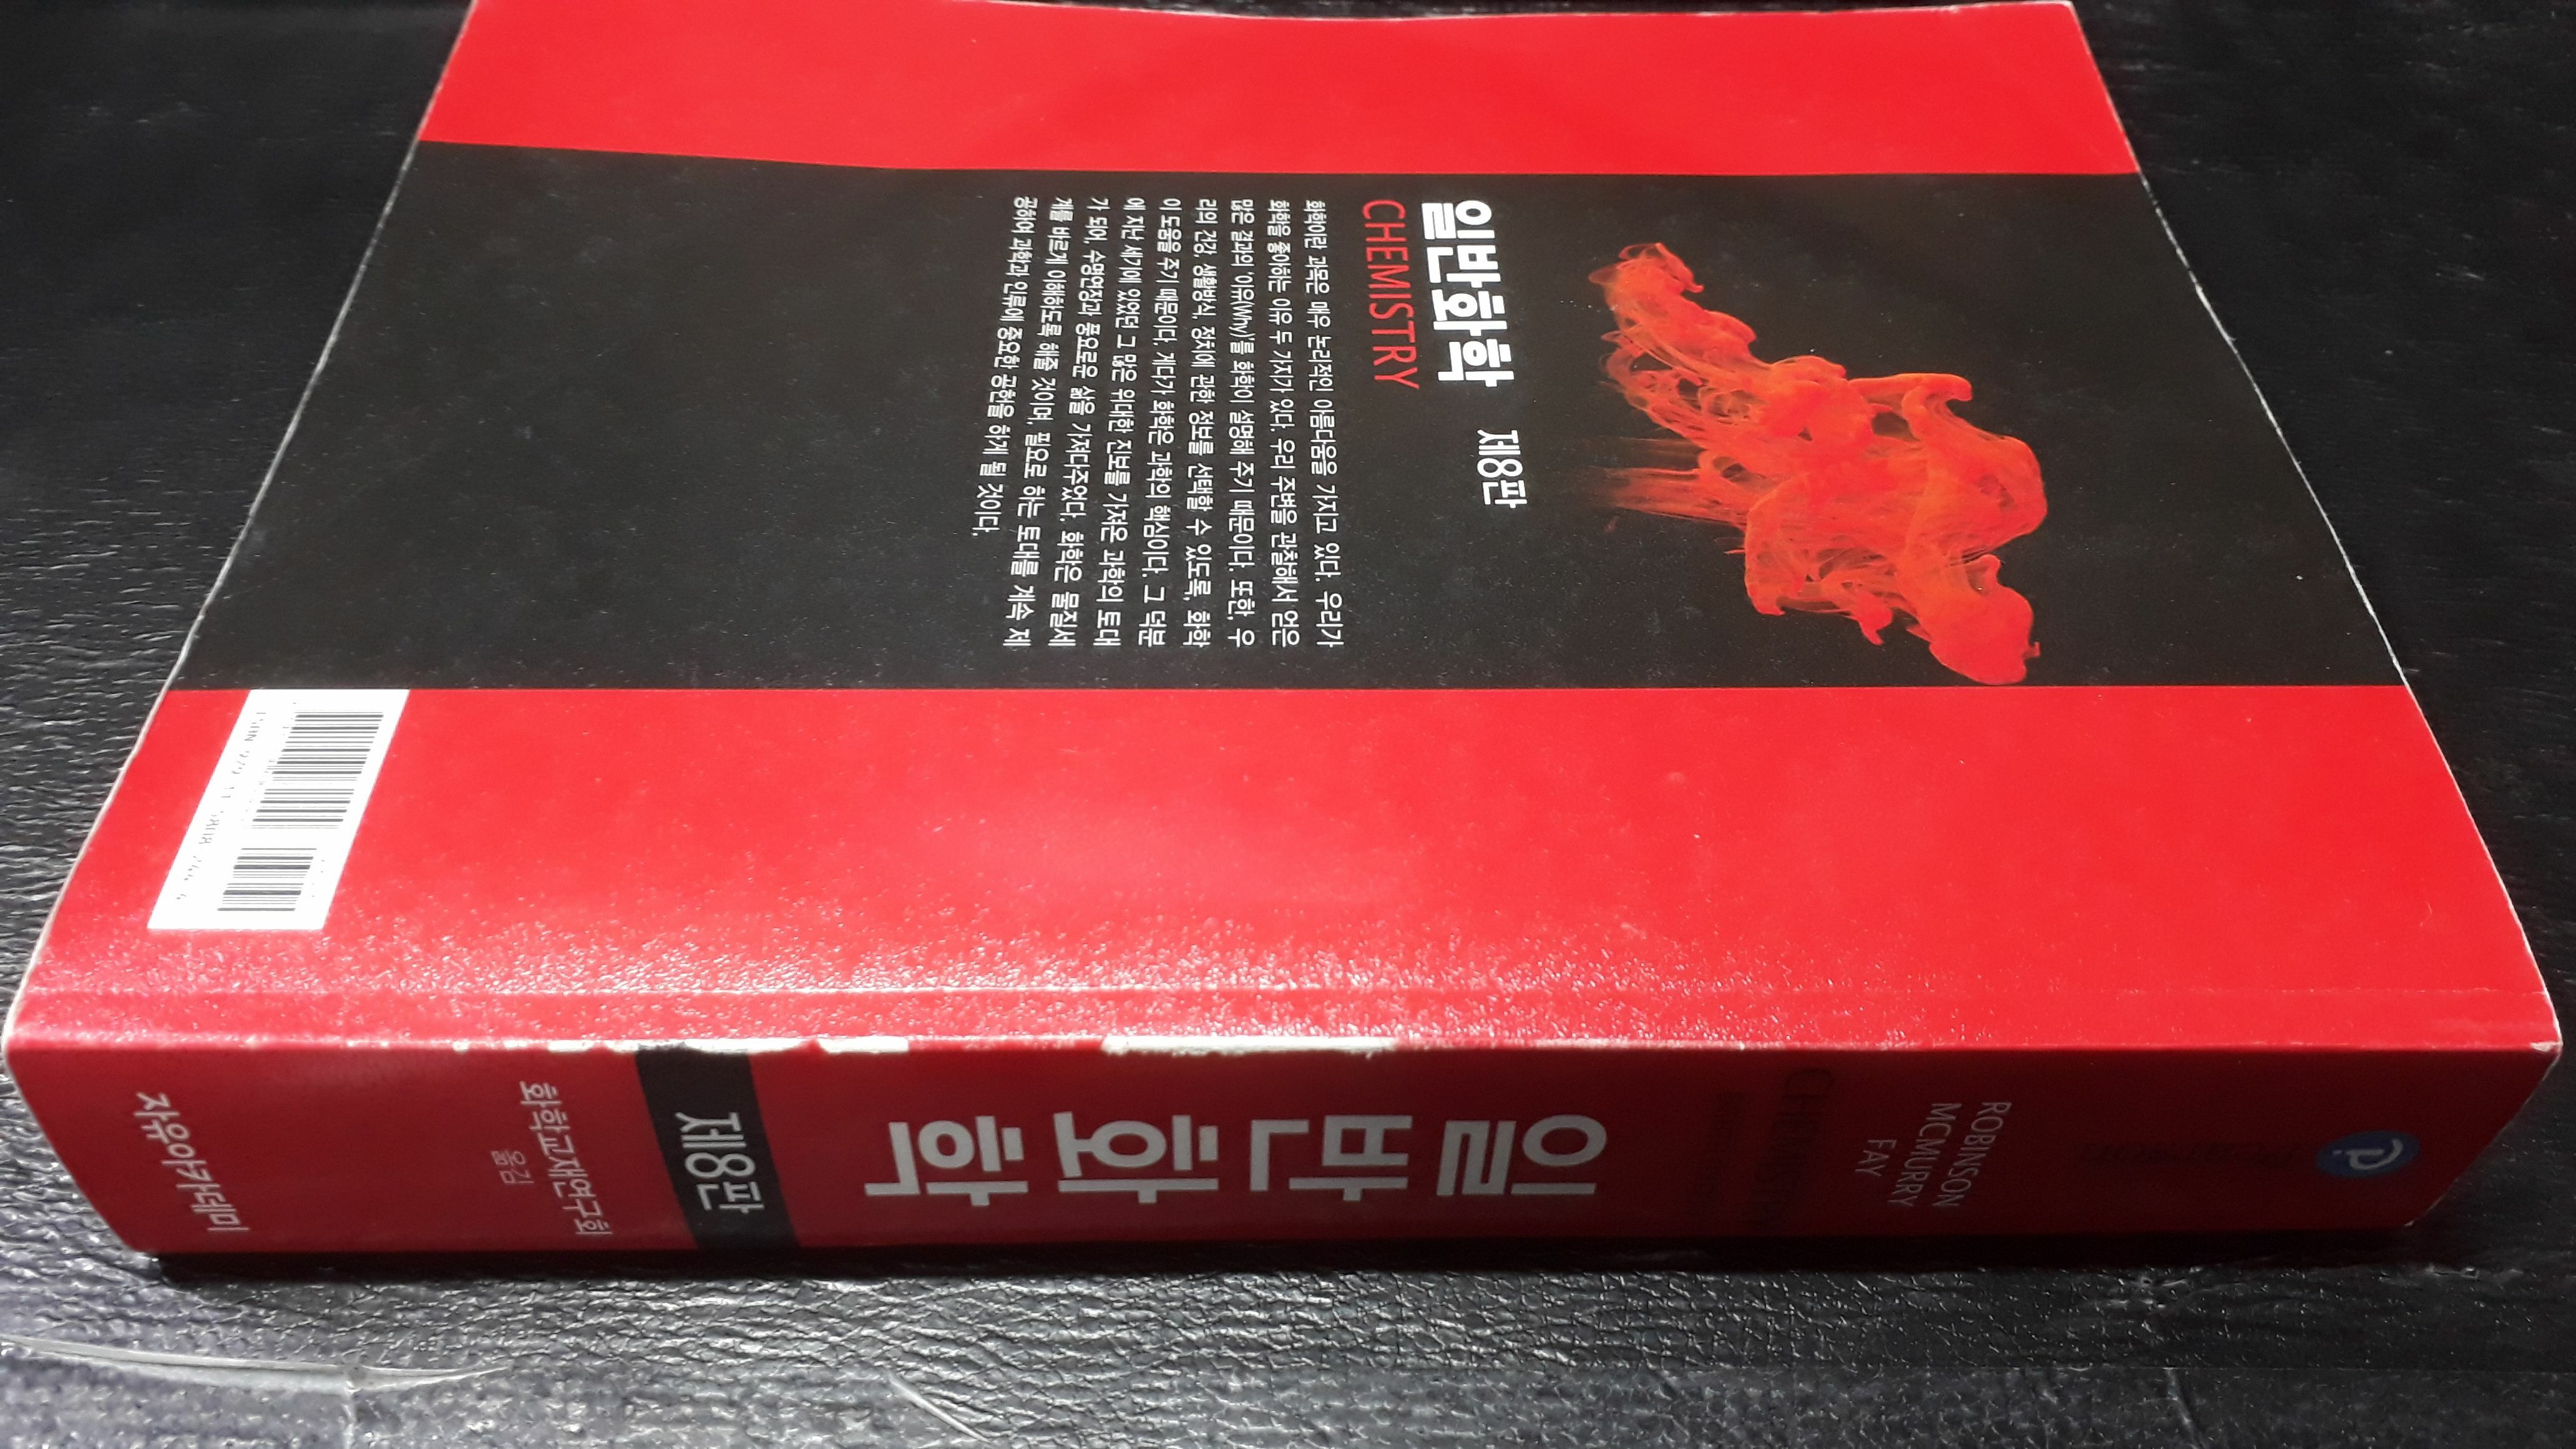 일반화학 제8판
CHEMISTRY
화학이란 과목은 매우 논리적인 아름다움을 가지고 있다. 우리가
화학을 좋아하는 이유 두 가지가 있다. 우리 주변을 관찰해서 얻은
많은 결과의 '이유(Why)'를 화학이 설명해 주기 때문이다. 또한, 우
리의 건강, 생활방식, 정치에 관한 정보를 선택할 수 있도록, 화학
이 도움을 주기 때문이다. 게다가 화학은 과학의 핵심이다. 그 덕분
에 지난 세기에 있었던 그 많은 위대한 진보를 가져온 과학의 토대
가 되어, 수명연장과 풍요로운 삶을 가져다주었다. 화학은 물질세
계를 바르게 이해하도록 해줄 것이며, 필요로 하는 토대를 계속 제
공하여 과학과 인류에 중요한 공헌을 하게 될 것이다.
ROBINSON
MCMURRY
FAY
CHEMISTRY
일반화학
제8판
화학교재연구회
옮김
자유아카데미